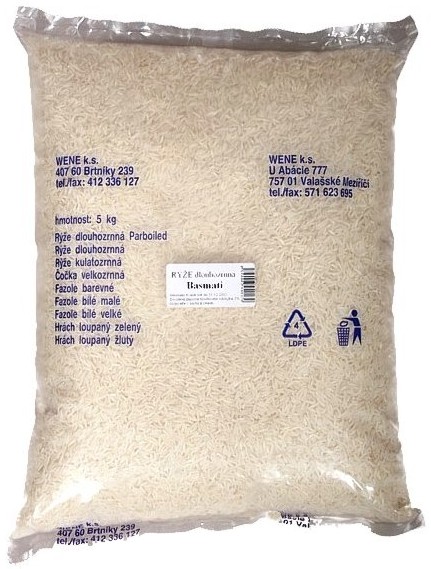 WENE k.s.
407 60 Brtníky 239
tel./fax: 412 336 127
WENE k.s.
U Abácie 777
757 01 Valašské Meziříčí
tel./fax: 571 623 695
hmotnost: 5 kg
Rýže dlouhozrnná Parboiled
Rýže dlouhozrnná
Rýže kulatozrnná
Čočka velkozrnná
Fazole barevné
Fazole bílé malé
Fazole bílé velké
Hrách loupaný zelený
Hrách loupaný žlutý
RÝŽE dlouhozrnná
Basmati
4
LDPE
WENE k.s.
407 60 Brtníky 239
tel./fax: 412 336 127